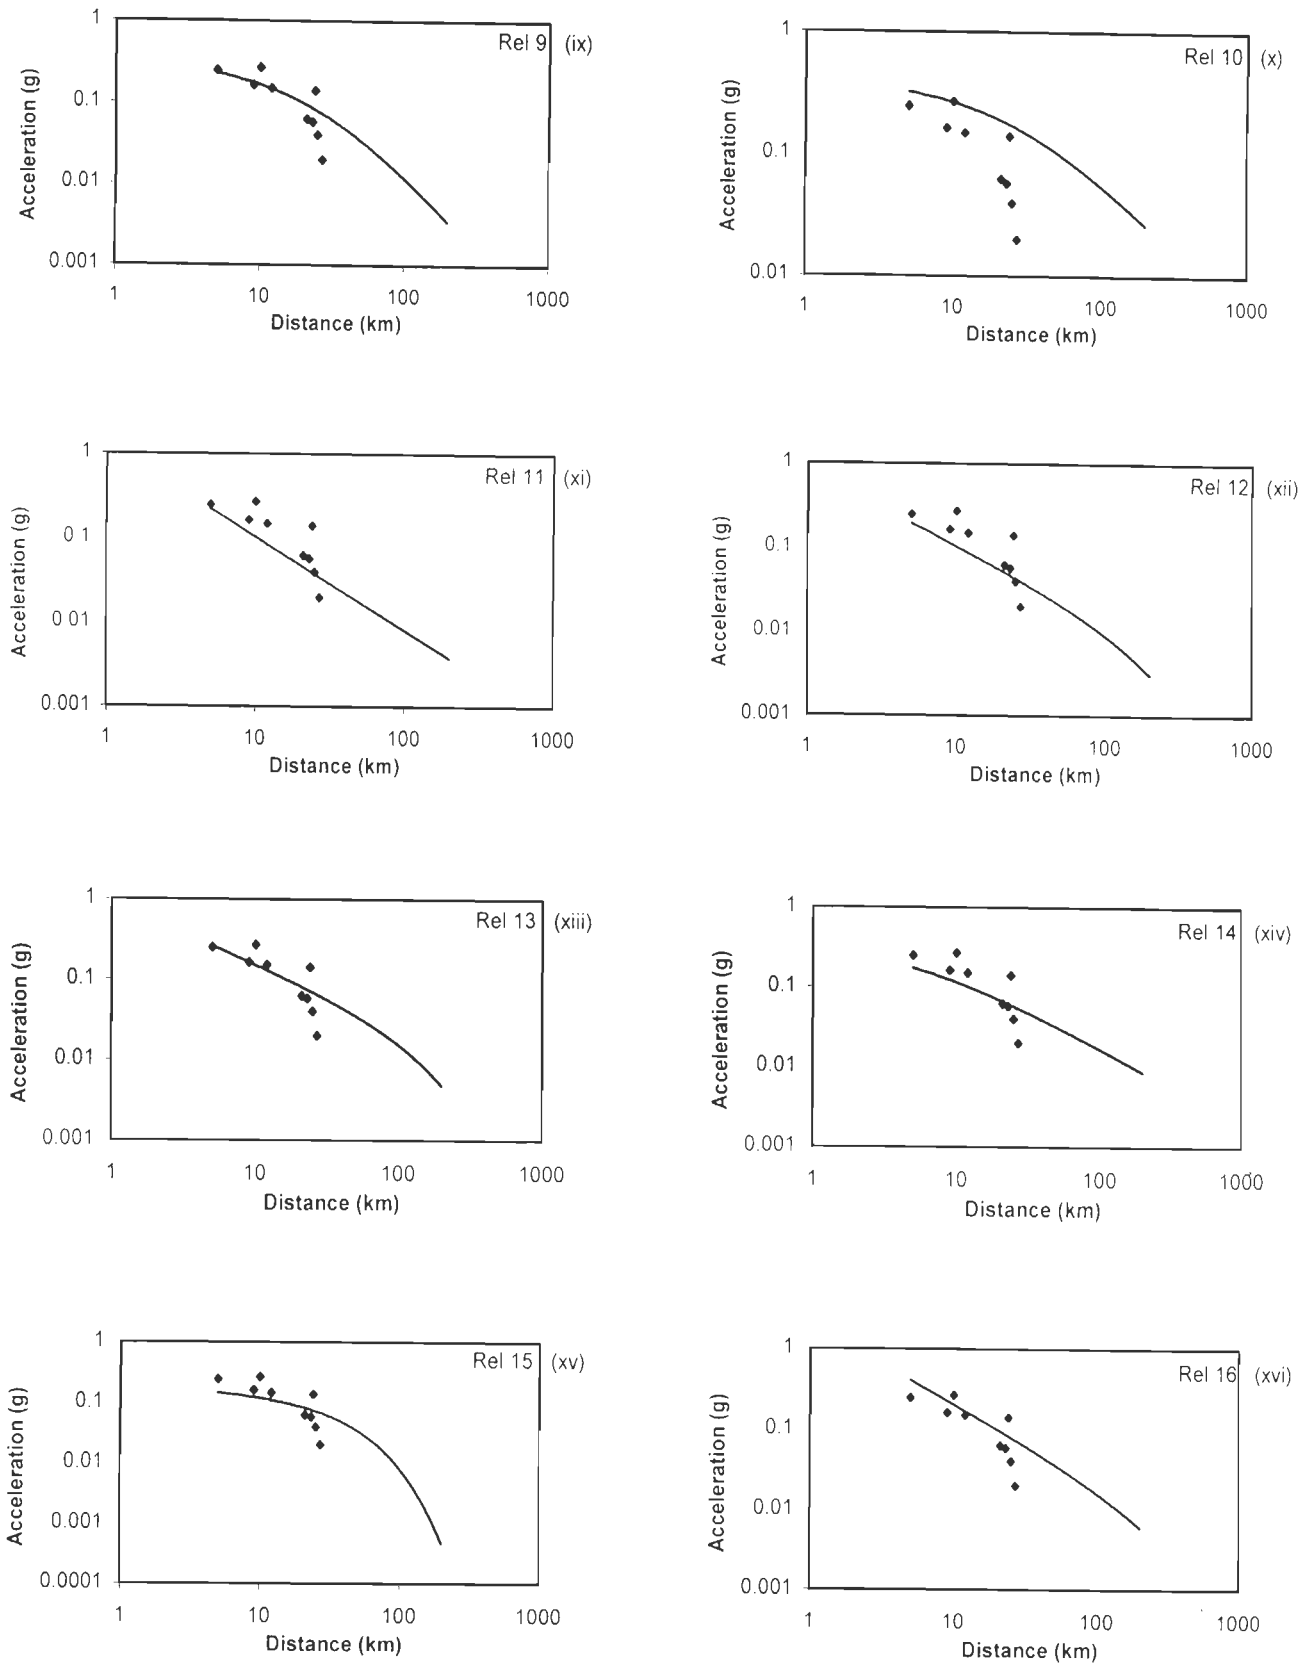 1
Rel 9 (ix)
0.1
0.01
0.001
Acceleration (g)
1 10 100 1000
Distance (km)
1
Rel 10 (x)
0.1
0.01
Acceleration (g)
1 10 100 1000
Distance (km)
1
Rel 11 (xi)
0 1
0 01
0.001
Acceleration (g)
1 10 100 1000
Distance (km)
1
Rel 12 (xii)
0.1
0.01
0.001
Acceleration (g)
1 10 100 1000
Distance (km)
1
Rel 13 (xiii)
0.1
0.01
0.001
Acceleration (g)
1 10 100 1000
Distance (km)
1
Rel 14 (xiv)
0.1
0.01
0.001
Acceleration (g)
1 10 100 1000
Distance (km)
1
Rel 15 (xv)
0.1
0.01
0.001
0.0001
Acceleration (g)
1 10 100 1000
Distance (km)
1
Rel 16 (xvi)
0.1
0.01
0.001
Acceleration (g)
1 10 100 1000
Distance (km)